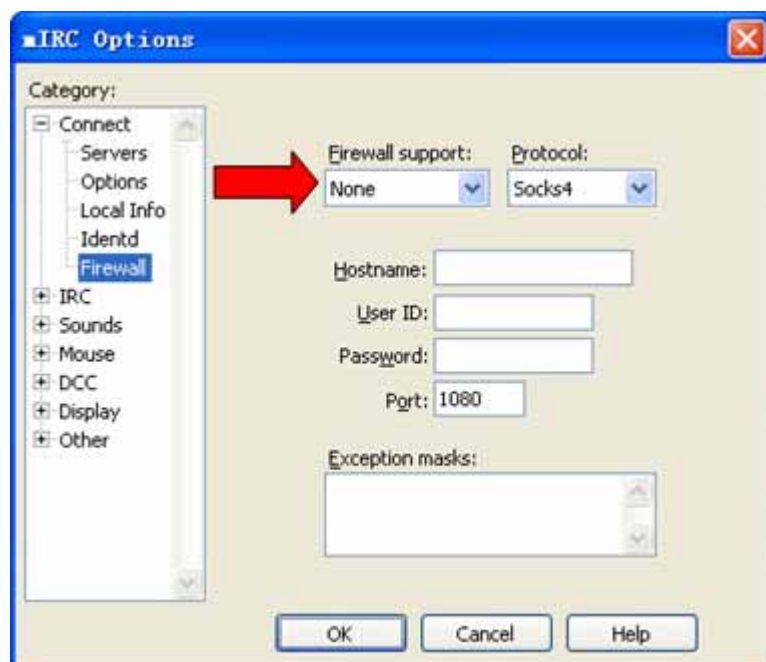 mIRC Options
Category:
Connect
Servers
Options
Local Info
Identd
Firewall
IRC
Sounds
Mouse
DCC
Display
Other
Firewall support: Protocol:
None Socks4
Hostname:
User ID:
Password:
Port: 1080
Exception masks:
OK Cancel Help